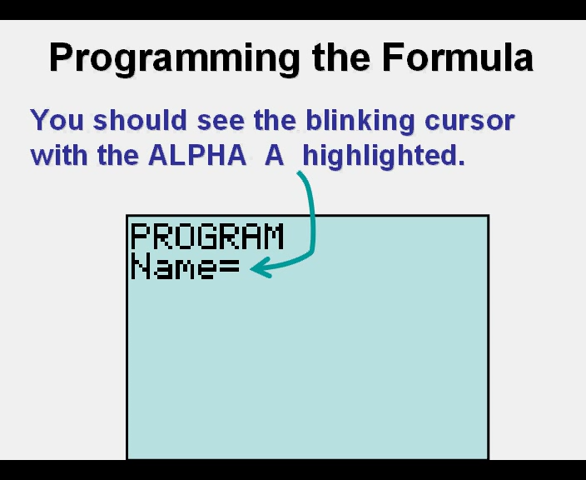 Programming the Formula
You should see the blinking cursor
with the ALPHA A highlighted.
PROGRAM
Name=